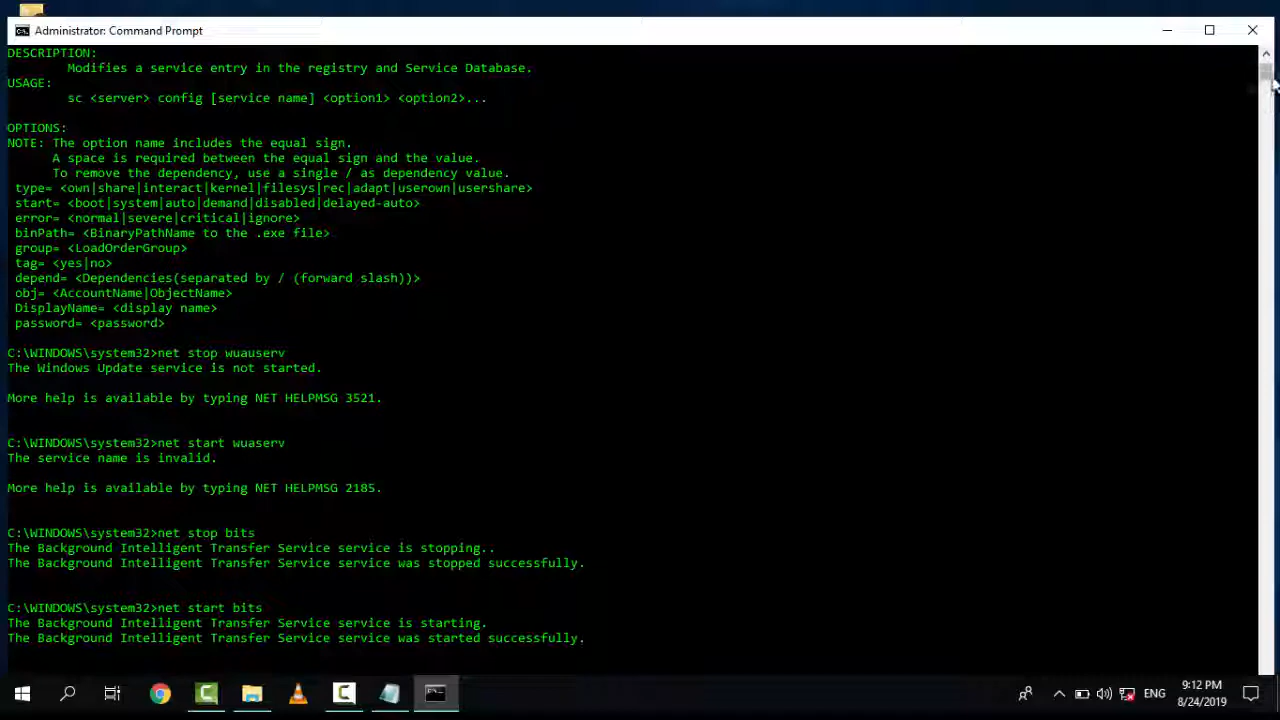 Administrator: Command Prompt
DESCRIPTION:
Modifies a service entry in the registry and Service Database.
USAGE:
sc <server> config [service name] <option1> <option2>...
OPTIONS:
NOTE: The option name includes the equal sign.
A space is required between the equal sign and the value.
To remove the dependency, use a single / as dependency value.
type= <own|share|interact|kernel|filesys|rec|adapt|userown|usershare>
start= <boot|system|auto|demand|disabled|delayed-auto>
error= <normal|severe|critical|ignore>
binPath= <BinaryPathName to the .exe file>
group= <LoadOrderGroup>
tag= <yes|no>
depend= <Dependencies(separated by / (forward slash))>
obj= <AccountName|ObjectName>
DisplayName= <display name>
password= <password>
C:\WINDOWS\system32>net stop wuauserv
The Windows Update service is not started.
More help is available by typing NET HELPMSG 3521.
C:\WINDOWS\system32>net start wuaserv
The service name is invalid.
More help is available by typing NET HELPMSG 2185.
C:\WINDOWS\system32>net stop bits
The Background Intelligent Transfer Service service is stopping..
The Background Intelligent Transfer Service service was stopped successfully.
C:\WINDOWS\system32>net start bits
The Background Intelligent Transfer Service service is starting.
The Background Intelligent Transfer Service service was started successfully.
ENG
9:12 PM
8/24/2019